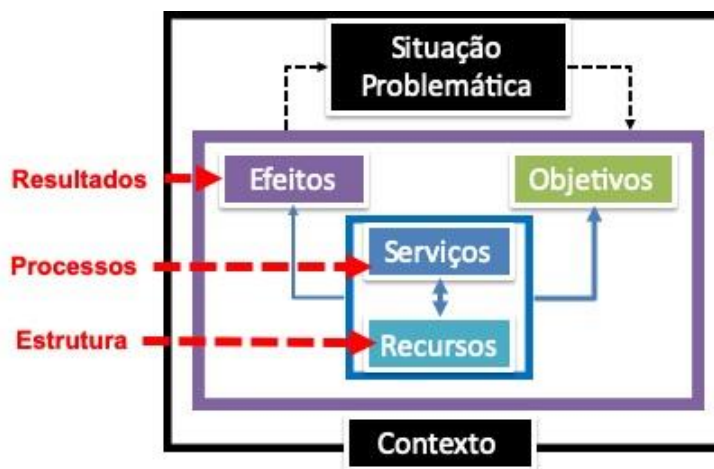 Situação
Problemática
Resultados
Efeitos
Objetivos
Processos
Serviços
Estrutura
Recursos
Contexto